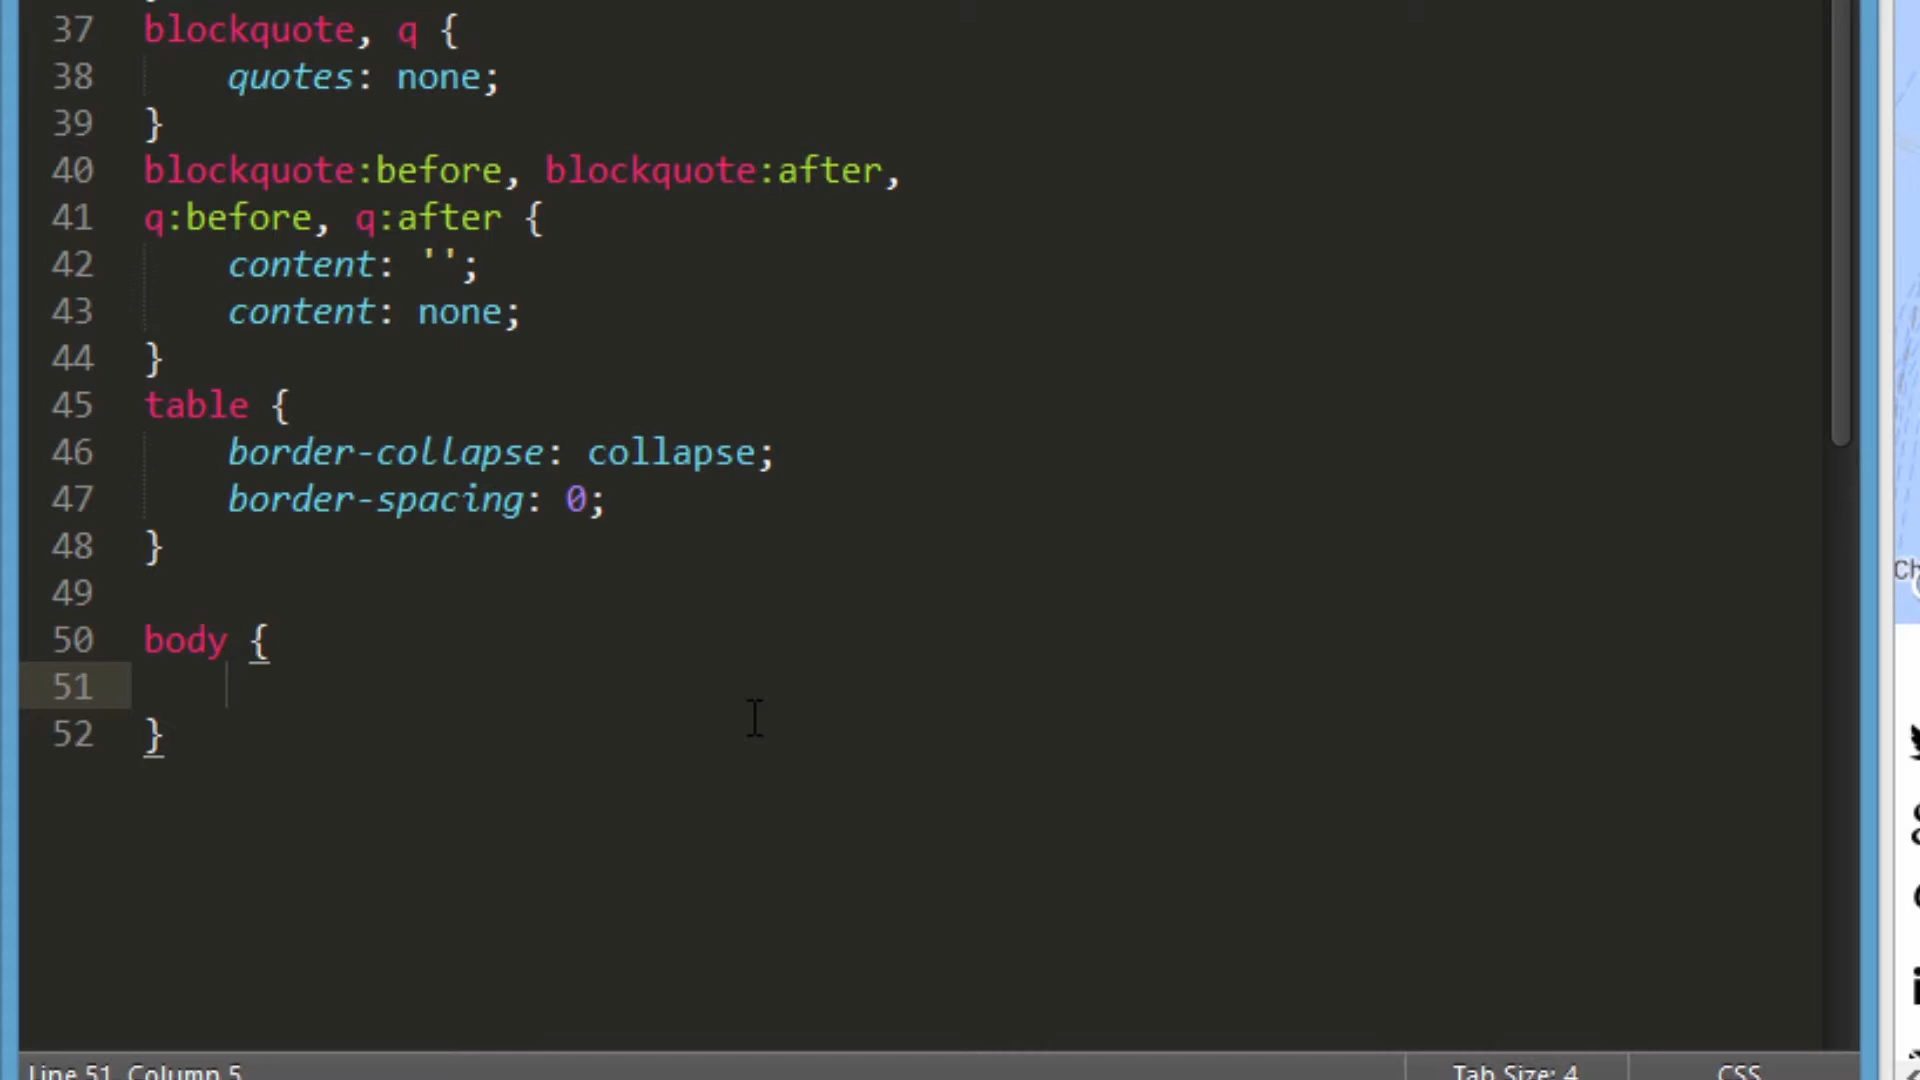 37 blockquote, q {
38 quotes: none;
39 }
40 blockquote:before, blockquote:after,
41 q:before, q:after {
42 content: '';
43 content: none;
44 }
45 table {
46 border-collapse: collapse;
47 border-spacing: 0;
48 }
49
50 body {
51
52 }
Ch
Line 51, Column 5 Tab Size: 4 CSS